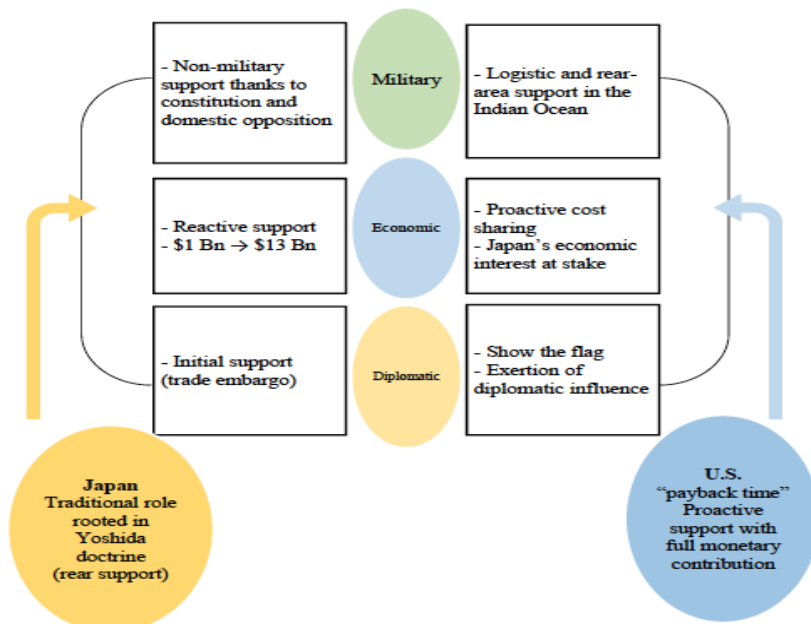 - Non-military
support thanks to
constitution and
domestic opposition
Military
- Logistic and rear-
area support in the
Indian Ocean
- Reactive support
- $1 Bn → $13 Bn
Economic
- Proactive cost
sharing
- Japan's economic
interest at stake
- Initial support
(trade embargo)
Diplomatic
- Show the flag
- Exertion of
diplomatic influence
Japan
Traditional role
rooted in
Yoshida
doctrine
(rear support)
U.S.
“payback time”
Proactive
support with
full monetary
contribution